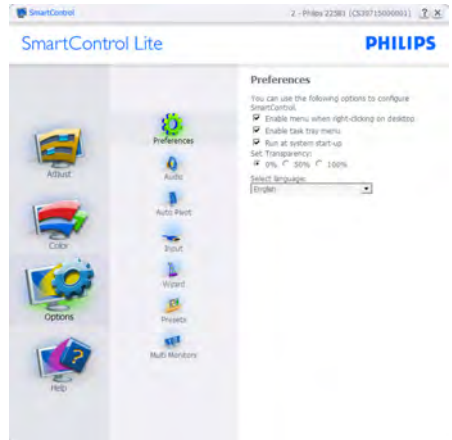 SmartControl
2 - Philips 225B1
SmartControl Lite
PHILIPS
Preferences
You can use the following options to configure
SmartControl.
Enable menu when right-clicking on desktop
Enable task tray menu
Run at system start-up
Set Transparency:
0% 50% 100%
Select language:
English
Adjust
Color
Options
Help
Preferences
Audio
Auto Pivot
Input
Wizard
Presets
Multi Monitors